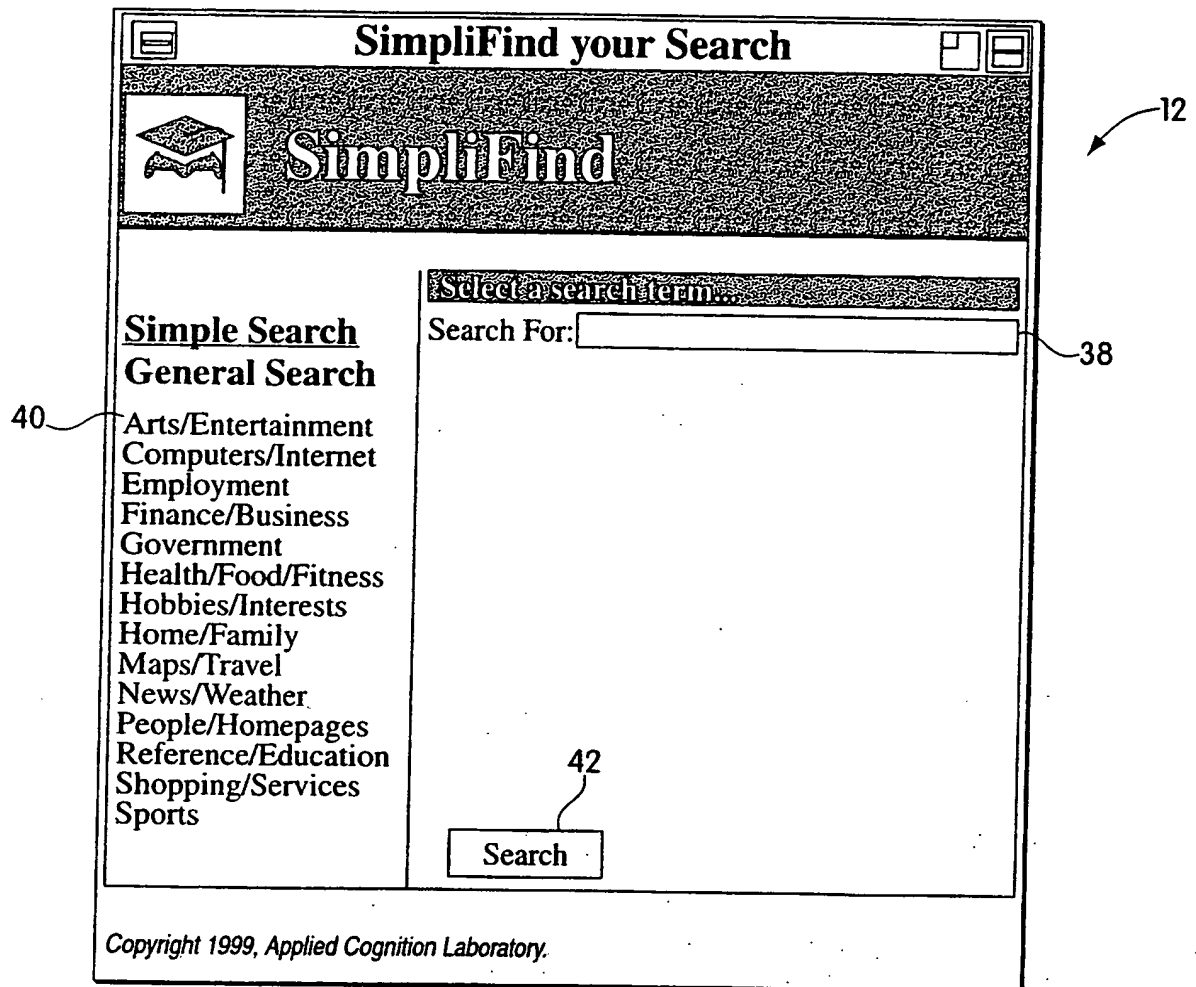 SimpliFind your Search
12
SimpliFind
Select a search term...
Search For:
38
Simple Search
General Search
40
Arts/Entertainment
Computers/Internet
Employment
Finance/Business
Government
Health/Food/Fitness
Hobbies/Interests
Home/Family
Maps/Travel
News/Weather
People/Homepages
Reference/Education
Shopping/Services
Sports
42
Search
Copyright 1999, Applied Cognition Laboratory.